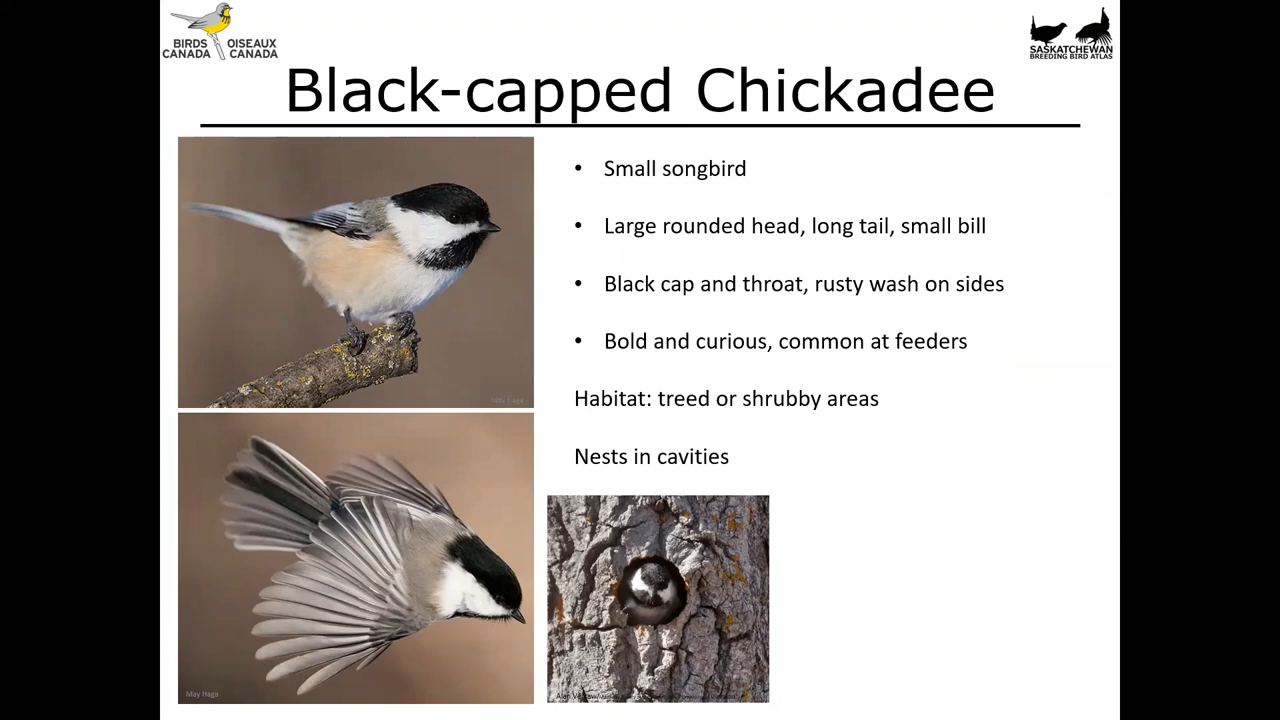 BIRDS OISEAUX
CANADA CANADA
SASKATCHEWAN
BREEDING BIRD ATLAS
Black-capped Chickadee
• Small songbird
• Large rounded head, long tail, small bill
• Black cap and throat, rusty wash on sides
• Bold and curious, common at feeders
Habitat: treed or shrubby areas
Nests in cavities
May Haga